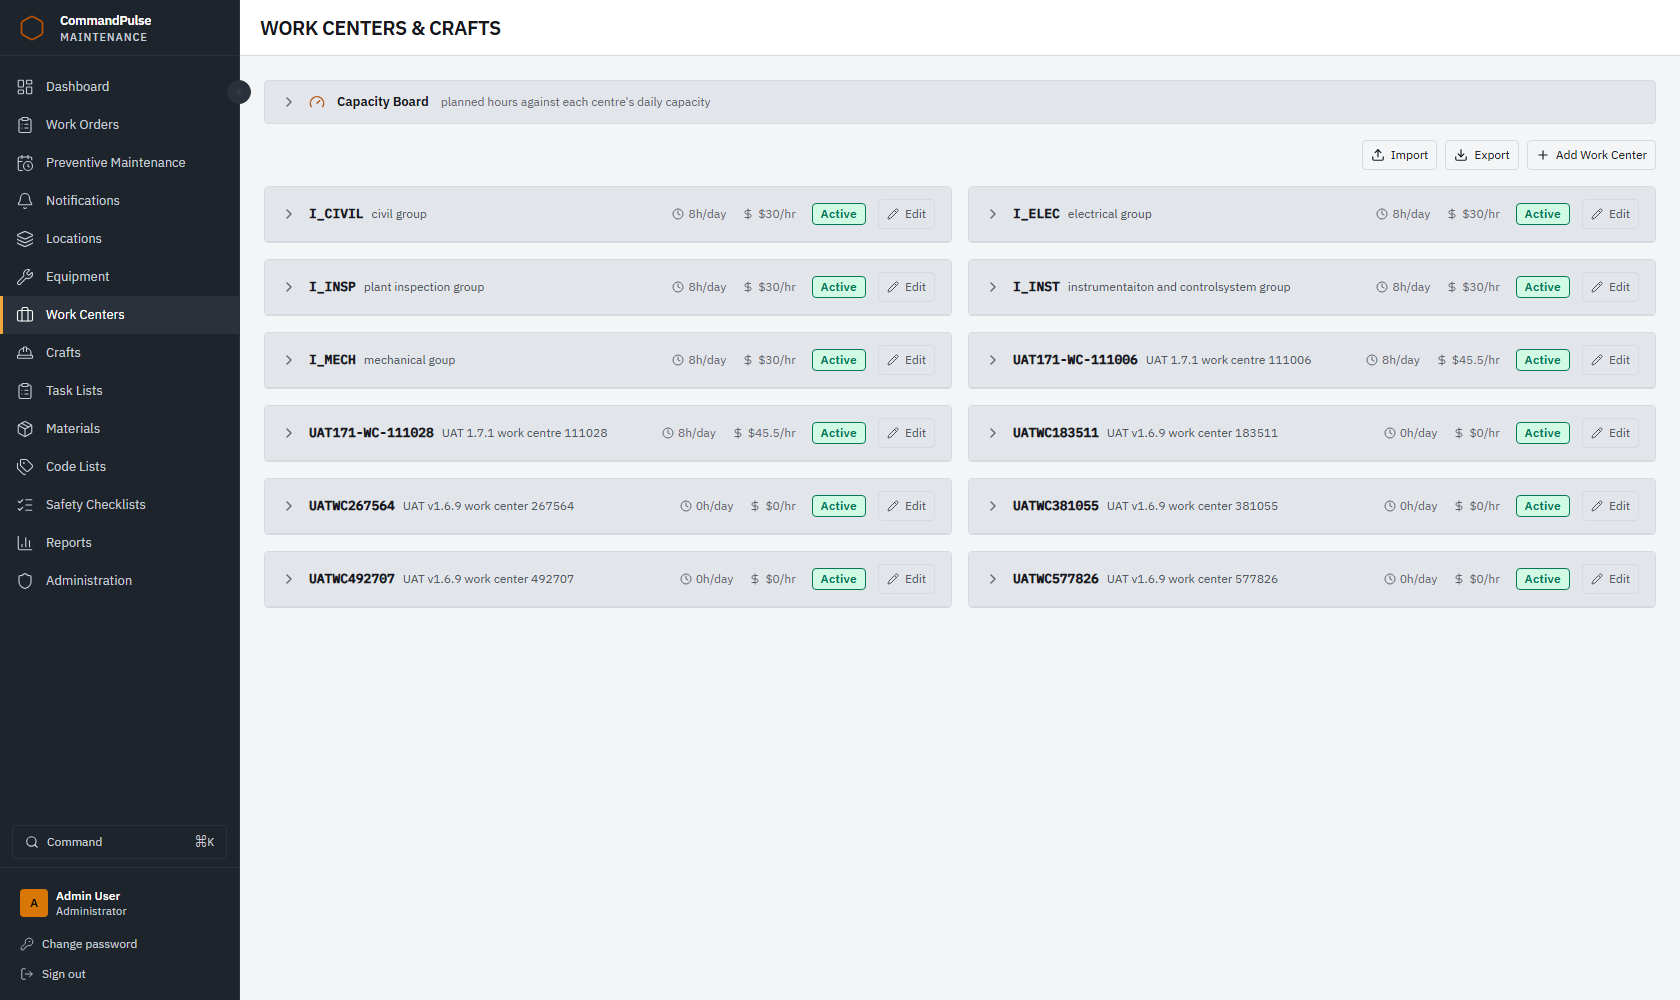 CommandPulse
MAINTENANCE
WORK CENTERS & CRAFTS
Dashboard
Work Orders
Preventive Maintenance
Notifications
Locations
Equipment
Work Centers
Crafts
Task Lists
Materials
Code Lists
Safety Checklists
Reports
Administration
Command ⌘K
A
Admin User
Administrator
Change password
Sign out
Capacity Board planned hours against each centre's daily capacity
Import Export + Add Work Center
I_CIVIL civil group 8h/day $ $30/hr Active Edit
I_ELEC electrical group 8h/day $ $30/hr Active Edit
I_INSP plant inspection group 8h/day $ $30/hr Active Edit
I_INST instrumentaiton and controlsystem group 8h/day $ $30/hr Active Edit
I_MECH mechanical goup 8h/day $ $30/hr Active Edit
UAT171-WC-111006 UAT 1.7.1 work centre 111006 8h/day $ $45.5/hr Active Edit
UAT171-WC-111028 UAT 1.7.1 work centre 111028 8h/day $ $45.5/hr Active Edit
UATWC183511 UAT v1.6.9 work center 183511 0h/day $ $0/hr Active Edit
UATWC267564 UAT v1.6.9 work center 267564 0h/day $ $0/hr Active Edit
UATWC381055 UAT v1.6.9 work center 381055 0h/day $ $0/hr Active Edit
UATWC492707 UAT v1.6.9 work center 492707 0h/day $ $0/hr Active Edit
UATWC577826 UAT v1.6.9 work center 577826 0h/day $ $0/hr Active Edit